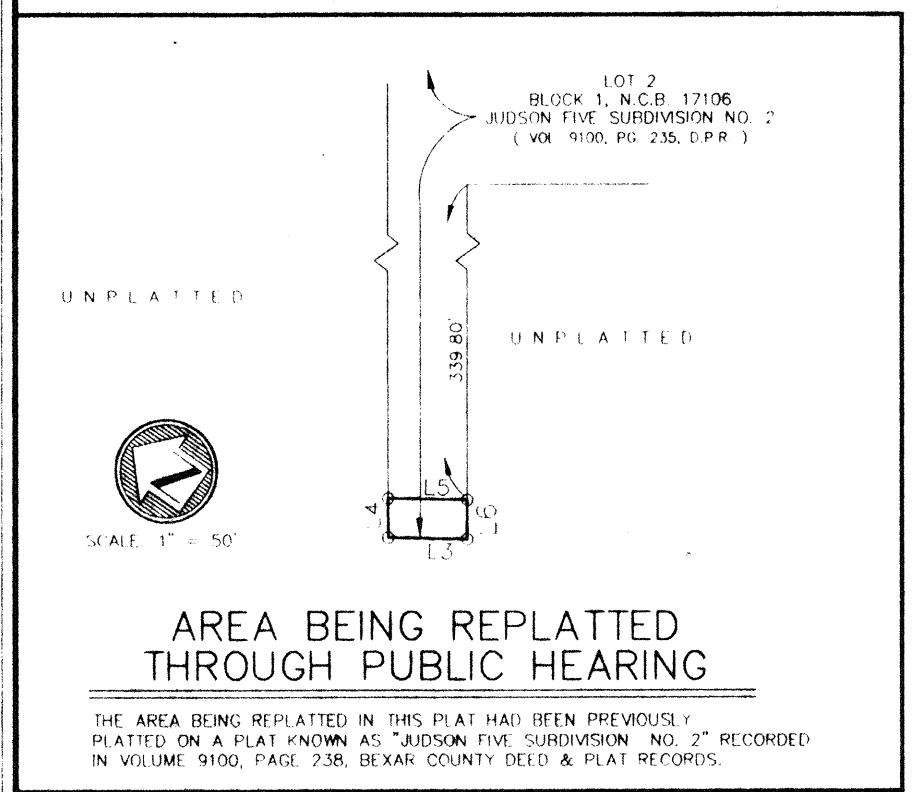 LOT 2
BLOCK 1, N.C.B. 17106
JUDSON FIVE SUBDIVISION NO. 2
( VOL 9100, PG 235, D.P.R. )
UNPLATTED
UNPLATTED
339.80'
L5
L4
L6
L3
SCALE: 1" = 50'
AREA BEING REPLATTED
THROUGH PUBLIC HEARING
THE AREA BEING REPLATTED IN THIS PLAT HAD BEEN PREVIOUSLY
PLATTED ON A PLAT KNOWN AS "JUDSON FIVE SUBDIVISION NO. 2" RECORDED
IN VOLUME 9100, PAGE 238, BEXAR COUNTY DEED & PLAT RECORDS.